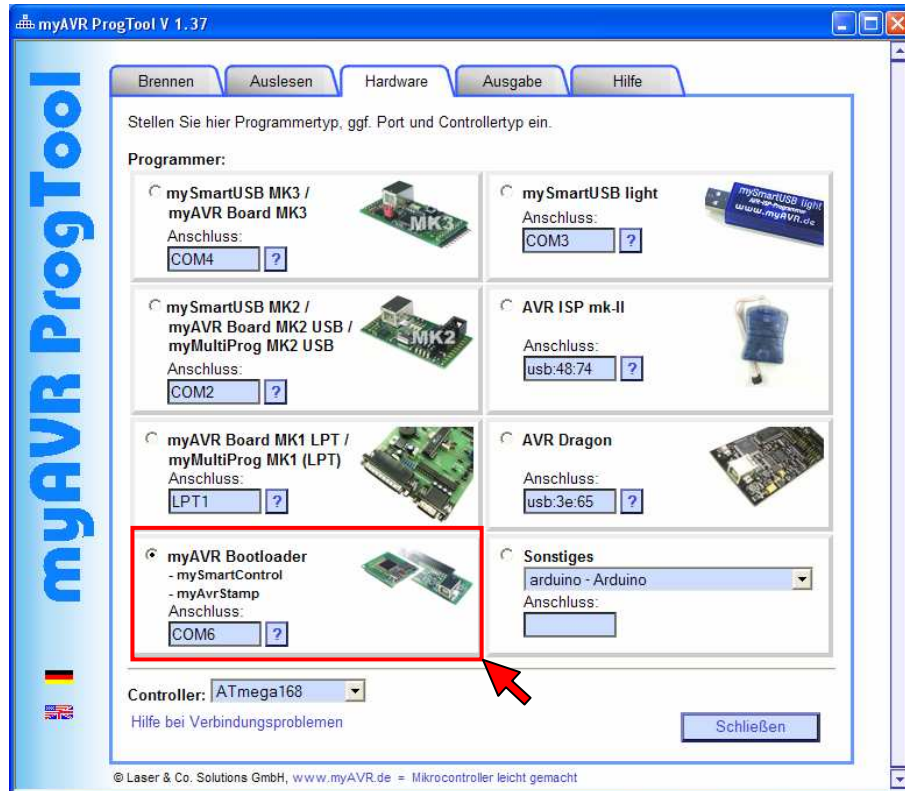 myAVR ProgTool V 1.37
myAVR ProgTool
Brennen Auslesen Hardware Ausgabe Hilfe
Stellen Sie hier Programmertyp, ggf. Port und Controllertyp ein.
Programmer:
mySmartUSB MK3 /
myAVR Board MK3
Anschluss:
COM4 ?
MK3
mySmartUSB light
Anschluss:
COM3 ?
mySmartUSB light
AVR-ISP-Programmer
www.myAVR.de
mySmartUSB MK2 /
myAVR Board MK2 USB /
myMultiProg MK2 USB
Anschluss:
COM2 ?
MK2
AVR ISP mk-II
Anschluss:
usb:48:74 ?
myAVR Board MK1 LPT /
myMultiProg MK1 (LPT)
Anschluss:
LPT1 ?
AVR Dragon
Anschluss:
usb:3e:65 ?
myAVR Bootloader
- mySmartControl
- myAvrStamp
Anschluss:
COM6 ?
Sonstiges
arduino - Arduino
Anschluss:
Controller: ATmega168
Hilfe bei Verbindungsproblemen
Schließen
© Laser & Co. Solutions GmbH, www.myAVR.de = Mikrocontroller leicht gemacht